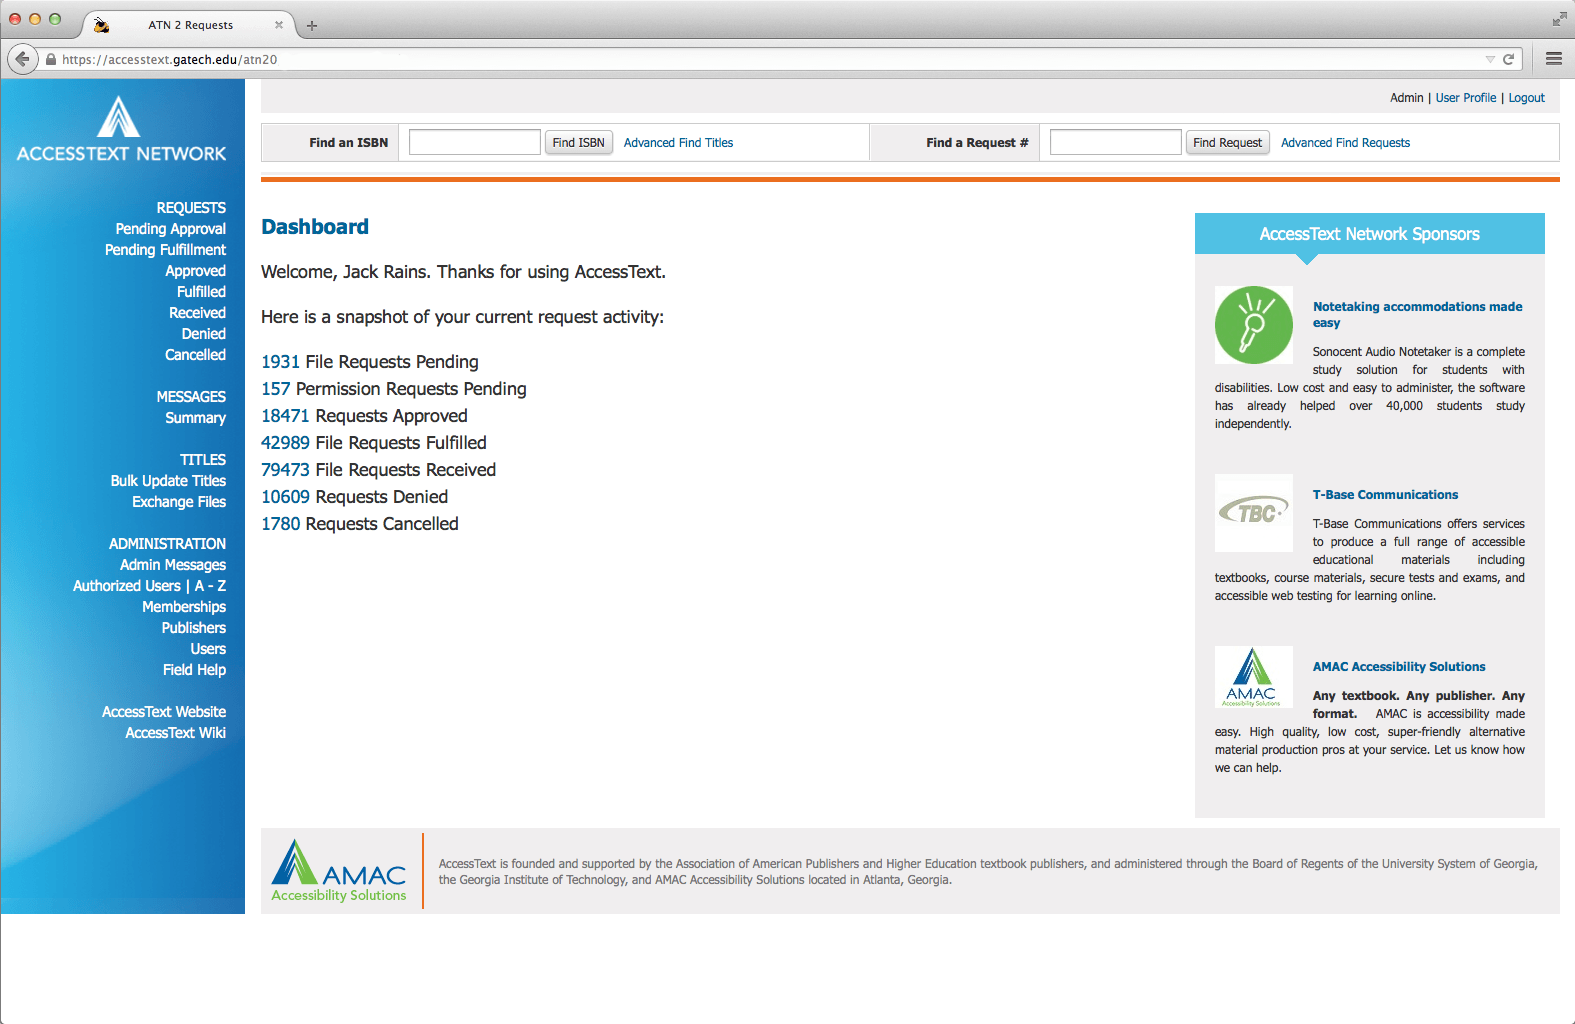 ATN 2 Requests
https://accesstext.gatech.edu/atn20
ACCESSTEXT NETWORK
REQUESTS
Pending Approval
Pending Fulfillment
Approved
Fulfilled
Received
Denied
Cancelled
MESSAGES
Summary
TITLES
Bulk Update Titles
Exchange Files
ADMINISTRATION
Admin Messages
Authorized Users | A - Z
Memberships
Publishers
Users
Field Help
AccessText Website
AccessText Wiki
Admin | User Profile | Logout
Find an ISBN Find ISBN Advanced Find Titles Find a Request # Find Request Advanced Find Requests
Dashboard
Welcome, Jack Rains. Thanks for using AccessText.
Here is a snapshot of your current request activity:
1931 File Requests Pending
157 Permission Requests Pending
18471 Requests Approved
42989 File Requests Fulfilled
79473 File Requests Received
10609 Requests Denied
1780 Requests Cancelled
AccessText Network Sponsors
Notetaking accommodations made
easy
Sonocent Audio Notetaker is a complete
study solution for students with
disabilities. Low cost and easy to administer, the software
has already helped over 40,000 students study
independently.
TBC
T-Base Communications
T-Base Communications offers services
to produce a full range of accessible
educational materials including
textbooks, course materials, secure tests and exams, and
accessible web testing for learning online.
AMAC
Accessibility Solutions
AMAC Accessibility Solutions
Any textbook. Any publisher. Any
format. AMAC is accessibility made
easy. High quality, low cost, super-friendly alternative
material production pros at your service. Let us know how
we can help.
AMAC
Accessibility Solutions
AccessText is founded and supported by the Association of American Publishers and Higher Education textbook publishers, and administered through the Board of Regents of the University System of Georgia,
the Georgia Institute of Technology, and AMAC Accessibility Solutions located in Atlanta, Georgia.